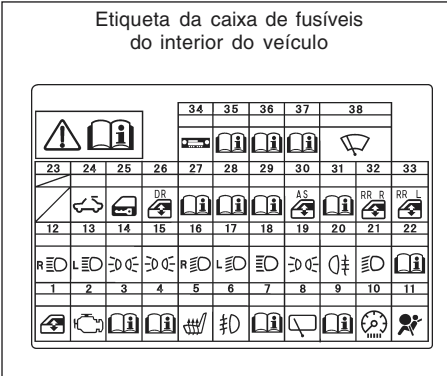 Etiqueta da caixa de fusíveis
do interior do veículo
34 35 36 37 38
23 24 25 26 27 28 29 30 31 32 33
DR AS RR R RR L
12 13 14 15 16 17 18 19 20 21 22
R L R L
1 2 3 4 5 6 7 8 9 10 11